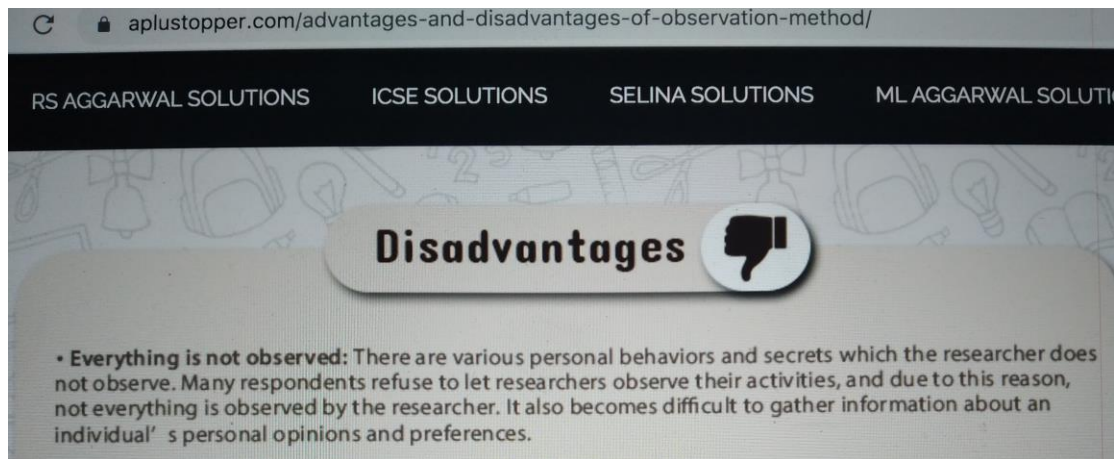 aplustopper.com/advantages-and-disadvantages-of-observation-method/
RS AGGARWAL SOLUTIONS ICSE SOLUTIONS SELINA SOLUTIONS ML AGGARWAL SOLUTI
123
Disadvantages
• Everything is not observed: There are various personal behaviors and secrets which the researcher does
not observe. Many respondents refuse to let researchers observe their activities, and due to this reason,
not everything is observed by the researcher. It also becomes difficult to gather information about an
individual' s personal opinions and preferences.